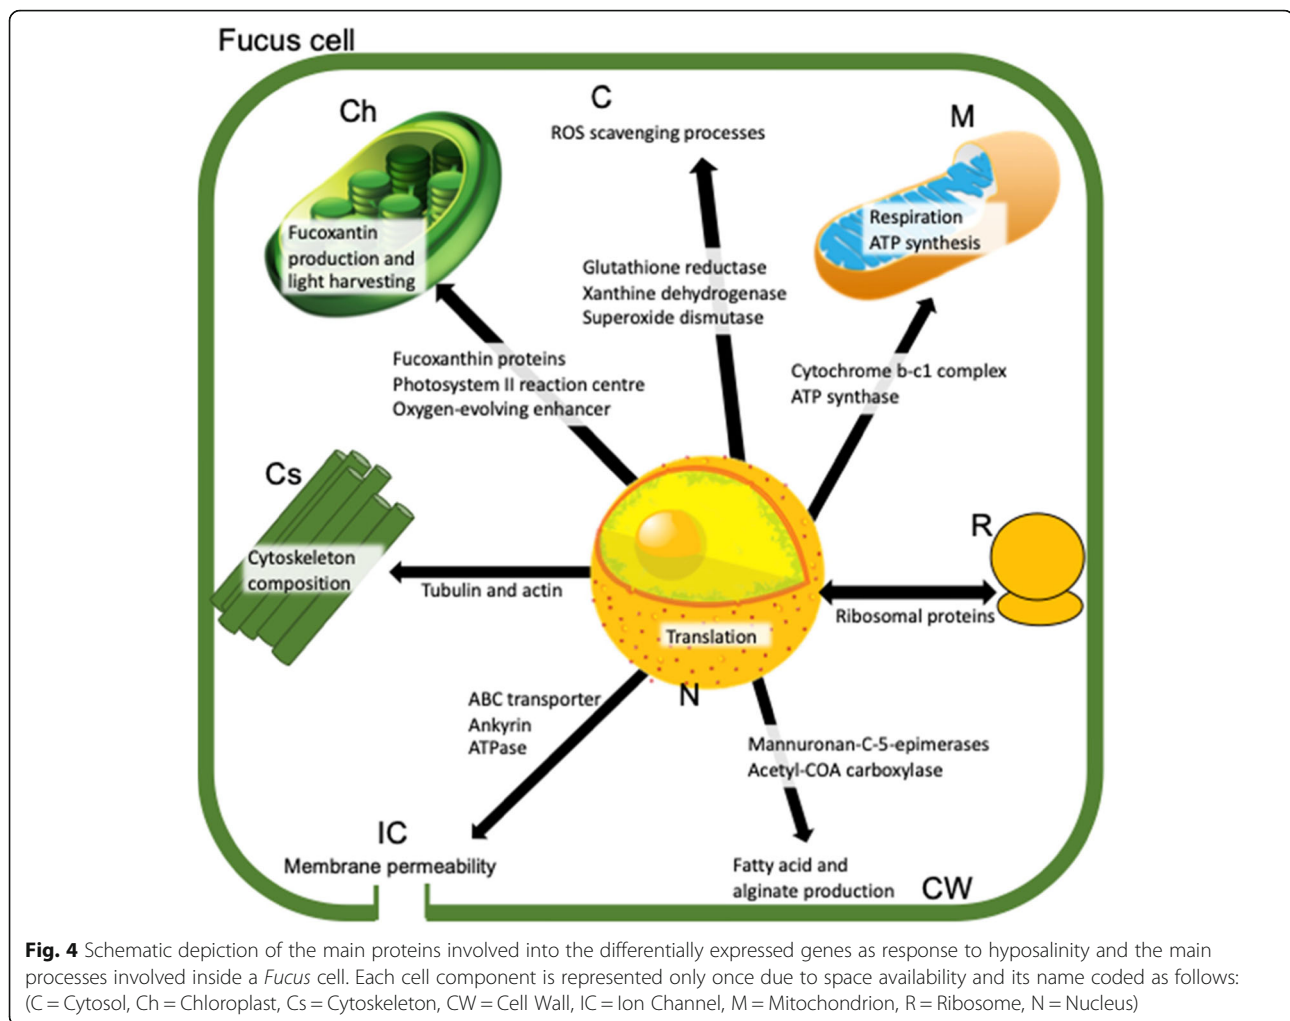 Fucus cell
Ch
C
ROS scavenging processes
M
Fucoxantin
production and
light harvesting
Respiration
ATP synthesis
Glutathione reductase
Xanthine dehydrogenase
Superoxide dismutase
Fucoxanthin proteins
Photosystem II reaction centre
Oxygen-evolving enhancer
Cytochrome b-c1 complex
ATP synthase
Cs
Cytoskeleton
composition
Tubulin and actin
R
Ribosomal proteins
Translation
N
ABC transporter
Ankyrin
ATPase
Mannuronan-C-5-epimerases
Acetyl-COA carboxylase
IC
Membrane permeability
Fatty acid and
alginate production
CW
Fig. 4 Schematic depiction of the main proteins involved into the differentially expressed genes as response to hyposalinity and the main
processes involved inside a Fucus cell. Each cell component is represented only once due to space availability and its name coded as follows:
(C = Cytosol, Ch = Chloroplast, Cs = Cytoskeleton, CW = Cell Wall, IC = Ion Channel, M = Mitochondrion, R = Ribosome, N = Nucleus)